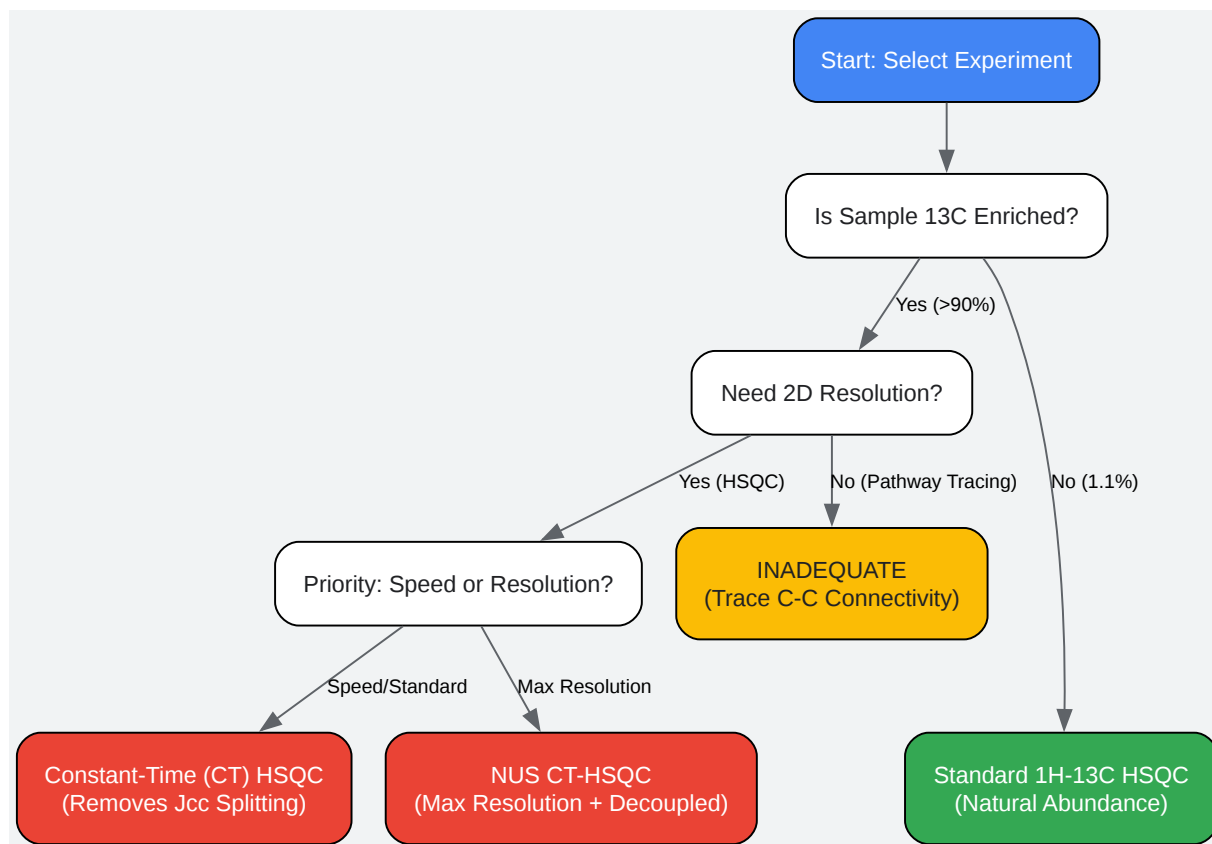 Start: Select Experiment
Is Sample 13C Enriched?
Yes (>90%)
Need 2D Resolution?
Yes (HSQC)
No (Pathway Tracing)
No (1.1%)
INADEQUATE
(Trace C-C Connectivity)
Priority: Speed or Resolution?
Speed/Standard
Max Resolution
Constant-Time (CT) HSQC
(Removes Jcc Splitting)
NUS CT-HSQC
(Max Resolution + Decoupled)
Standard 1H-13C HSQC
(Natural Abundance)